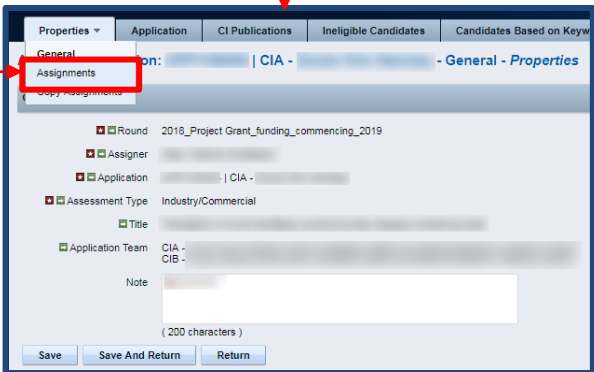 Properties Application CI Publications Ineligible Candidates Candidates Based on Keyw
General
on: | CIA - - General - Properties
Assignments
Copy Assignments
Round 2018_Project Grant_funding_commencing_2019
Assigner
Application | CIA -
Assessment Type Industry/Commercial
Title
Application Team CIA -
CIB -
Note
( 200 characters )
Save Save And Return Return